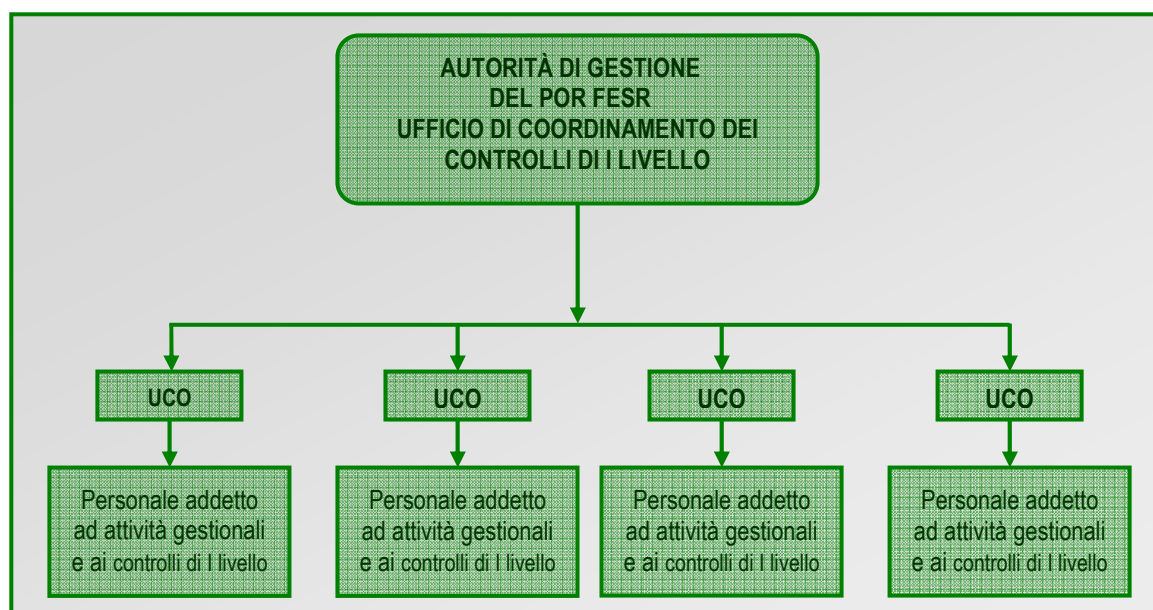 AUTORITÀ DI GESTIONE
DEL POR FESR
UFFICIO DI COORDINAMENTO DEI
CONTROLLI DI I LIVELLO
UCO
UCO
UCO
UCO
Personale addetto
ad attività gestionali
e ai controlli di I livello
Personale addetto
ad attività gestionali
e ai controlli di I livello
Personale addetto
ad attività gestionali
e ai controlli di I livello
Personale addetto
ad attività gestionali
e ai controlli di I livello